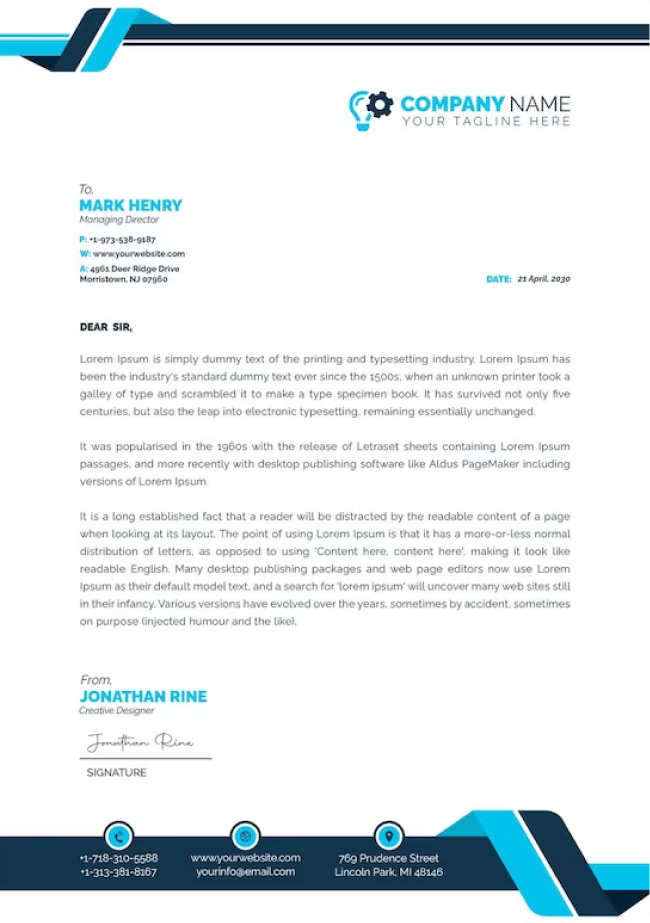 COMPANY NAME
YOUR TAGLINE HERE
To,
MARK HENRY
Managing Director
P: +1-973-538-9187
W: www.yourwebsite.com
A: 4961 Deer Ridge Drive
Morristown, NJ 07960
DATE: 21 April, 2030
DEAR SIR,
Lorem Ipsum is simply dummy text of the printing and typesetting industry. Lorem Ipsum has
been the industry's standard dummy text ever since the 1500s, when an unknown printer took a
galley of type and scrambled it to make a type specimen book. It has survived not only five
centuries, but also the leap into electronic typesetting, remaining essentially unchanged.
It was popularised in the 1960s with the release of Letraset sheets containing Lorem Ipsum
passages, and more recently with desktop publishing software like Aldus PageMaker including
versions of Lorem Ipsum.
It is a long established fact that a reader will be distracted by the readable content of a page
when looking at its layout. The point of using Lorem Ipsum is that it has a more-or-less normal
distribution of letters, as opposed to using 'Content here, content here', making it look like
readable English. Many desktop publishing packages and web page editors now use Lorem
Ipsum as their default model text, and a search for 'lorem ipsum' will uncover many web sites still
in their infancy. Various versions have evolved over the years, sometimes by accident, sometimes
on purpose (injected humour and the like).
From,
JONATHAN RINE
Creative Designer
Jonathan Rine
SIGNATURE
+1-718-310-5588
+1-313-381-8167
www.yourwebsite.com
yourinfo@email.com
769 Prudence Street
Lincoln Park, MI 48146